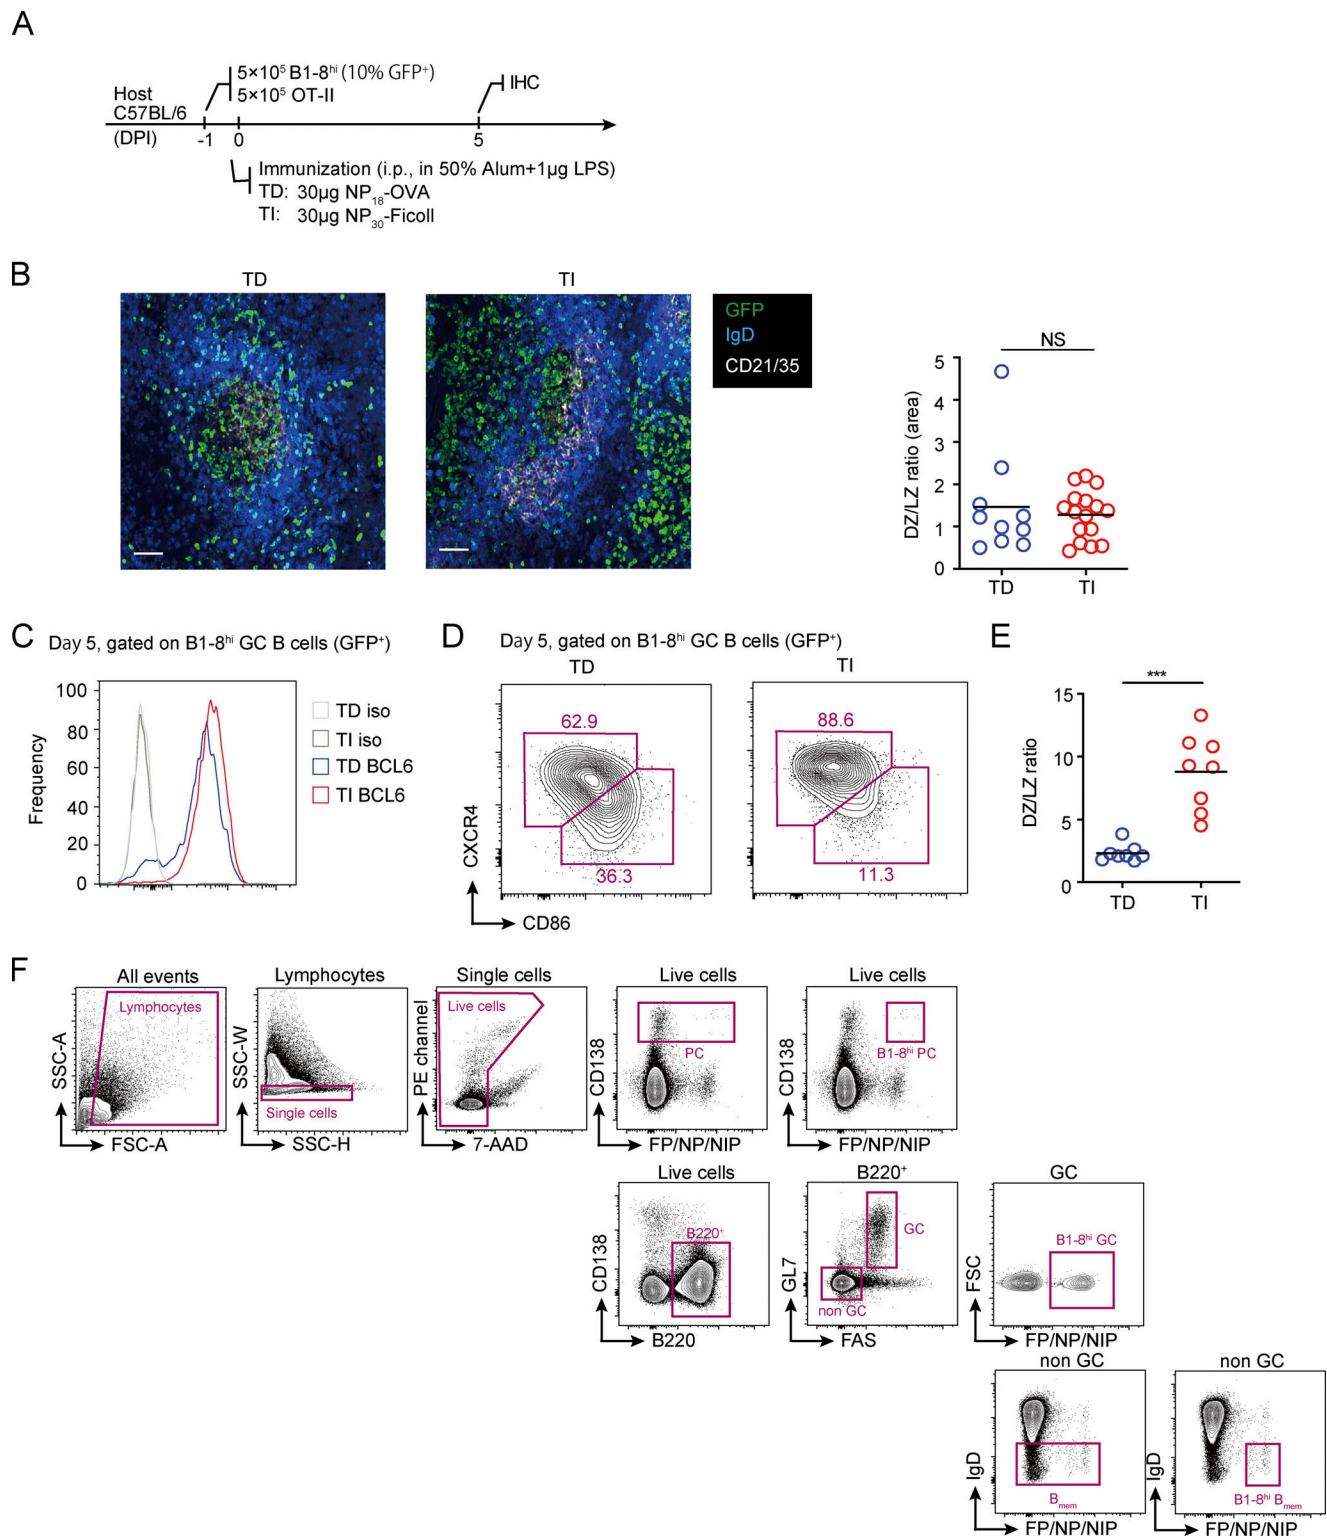 A
5×10⁵ B1-8ʰⁱ (10% GFP⁺)
5×10⁵ OT-II
IHC
Host
C57BL/6
(DPI)
-1 0 5
Immunization (i.p., in 50% Alum+1µg LPS)
TD: 30µg NP₁₈-OVA
TI: 30µg NP₃₀-Ficoll
B
TD TI
GFP
IgD
CD21/35
NS
DZ/LZ ratio (area)
5
4
3
2
1
0
TD TI
C Day 5, gated on B1-8ʰⁱ GC B cells (GFP⁺)
Frequency
100
80
60
40
20
0
TD iso
TI iso
TD BCL6
TI BCL6
D Day 5, gated on B1-8ʰⁱ GC B cells (GFP⁺)
TD TI
62.9 88.6
36.3 11.3
CXCR4
CD86
E
***
DZ/LZ ratio
15
10
5
0
TD TI
F
All events Lymphocytes Single cells Live cells Live cells
Lymphocytes Single cells Live cells PC B1-8ʰⁱ PC
SSC-A SSC-W PE channel CD138 CD138
FSC-A SSC-H 7-AAD FP/NP/NIP FP/NP/NIP
Live cells B220⁺ GC
B220⁺ GC non GC B1-8ʰⁱ GC
CD138 GL7 FSC
B220 FAS FP/NP/NIP
non GC non GC
IgD IgD
Bₘₑₘ B1-8ʰⁱ Bₘₑₘ
FP/NP/NIP FP/NP/NIP